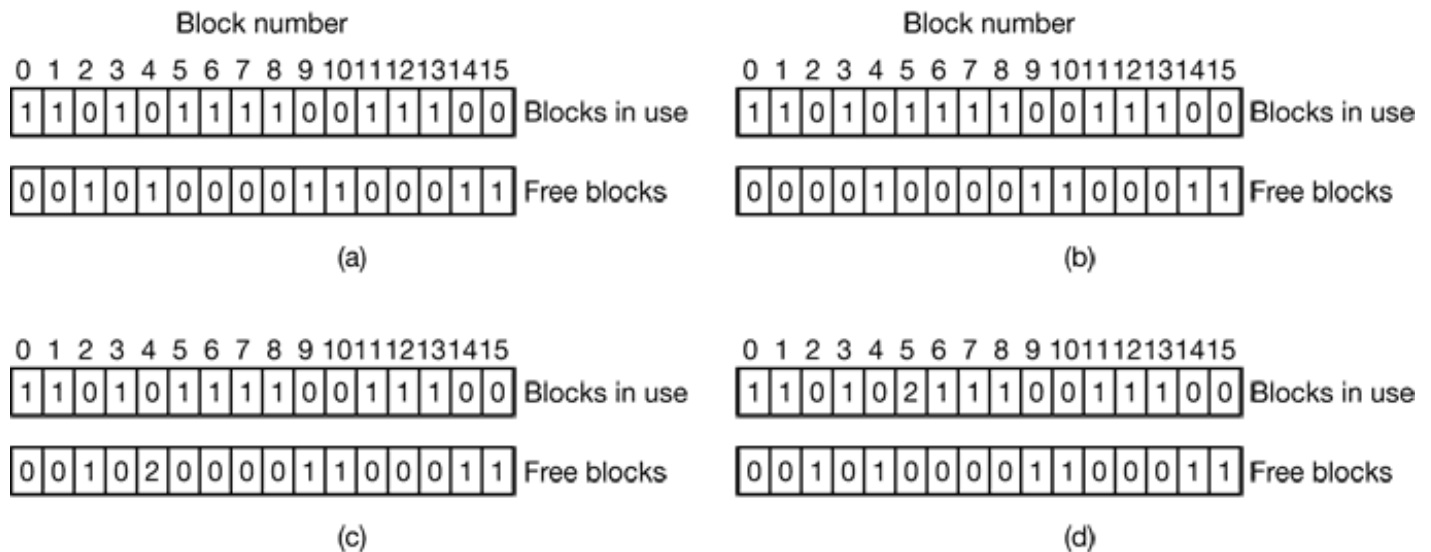 Block number
0 1 2 3 4 5 6 7 8 9 10 11 12 13 14 15
1 1 0 1 0 1 1 1 1 0 0 1 1 1 0 0 Blocks in use
0 0 1 0 1 0 0 0 0 1 1 0 0 0 1 1 Free blocks
(a)
Block number
0 1 2 3 4 5 6 7 8 9 10 11 12 13 14 15
1 1 0 1 0 1 1 1 1 0 0 1 1 1 0 0 Blocks in use
0 0 0 0 1 0 0 0 0 1 1 0 0 0 1 1 Free blocks
(b)
0 1 2 3 4 5 6 7 8 9 10 11 12 13 14 15
1 1 0 1 0 1 1 1 1 0 0 1 1 1 0 0 Blocks in use
0 0 1 0 2 0 0 0 0 1 1 0 0 0 1 1 Free blocks
(c)
0 1 2 3 4 5 6 7 8 9 10 11 12 13 14 15
1 1 0 1 0 2 1 1 1 0 0 1 1 1 0 0 Blocks in use
0 0 1 0 1 0 0 0 0 1 1 0 0 0 1 1 Free blocks
(d)